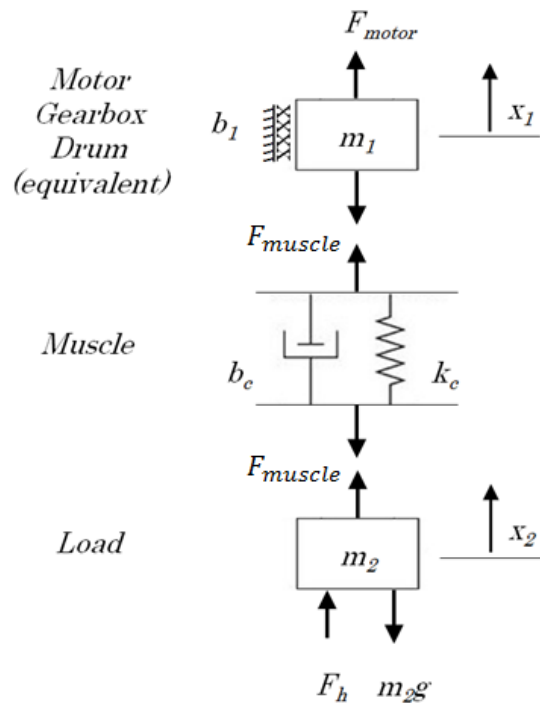 F_motor
Motor
Gearbox
Drum
(equivalent)
b_1
m_1
x_1
F_muscle
Muscle
b_c
k_c
F_muscle
Load
m_2
x_2
F_h
m_2g